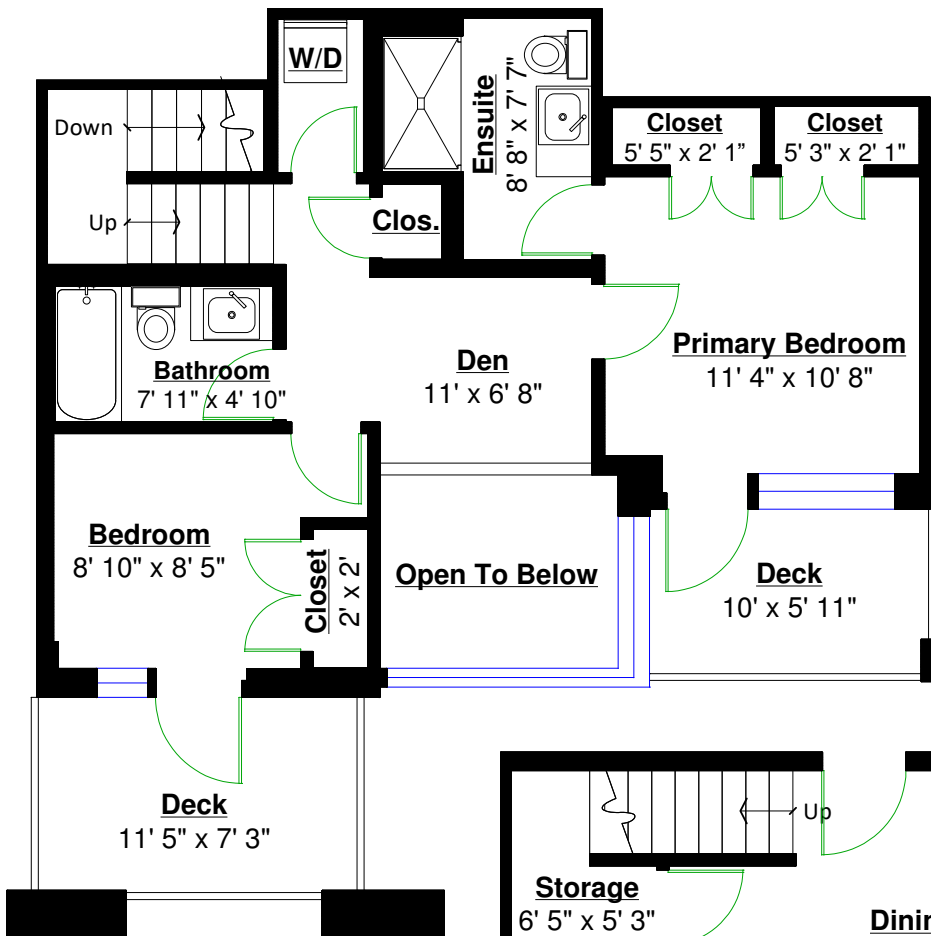 W/D
Ensuite
8' 8" x 7' 7"
Closet
5' 5" x 2' 1"
Closet
5' 3" x 2' 1"
Down
Up
Clos.
Bathroom
7' 11" x 4' 10"
Den
11' x 6' 8"
Primary Bedroom
11' 4" x 10' 8"
Bedroom
8' 10" x 8' 5"
Closet
2' x 2'
Open To Below
Deck
10' x 5' 11"
Deck
11' 5" x 7' 3"
Up
Storage
6' 5" x 5' 3"